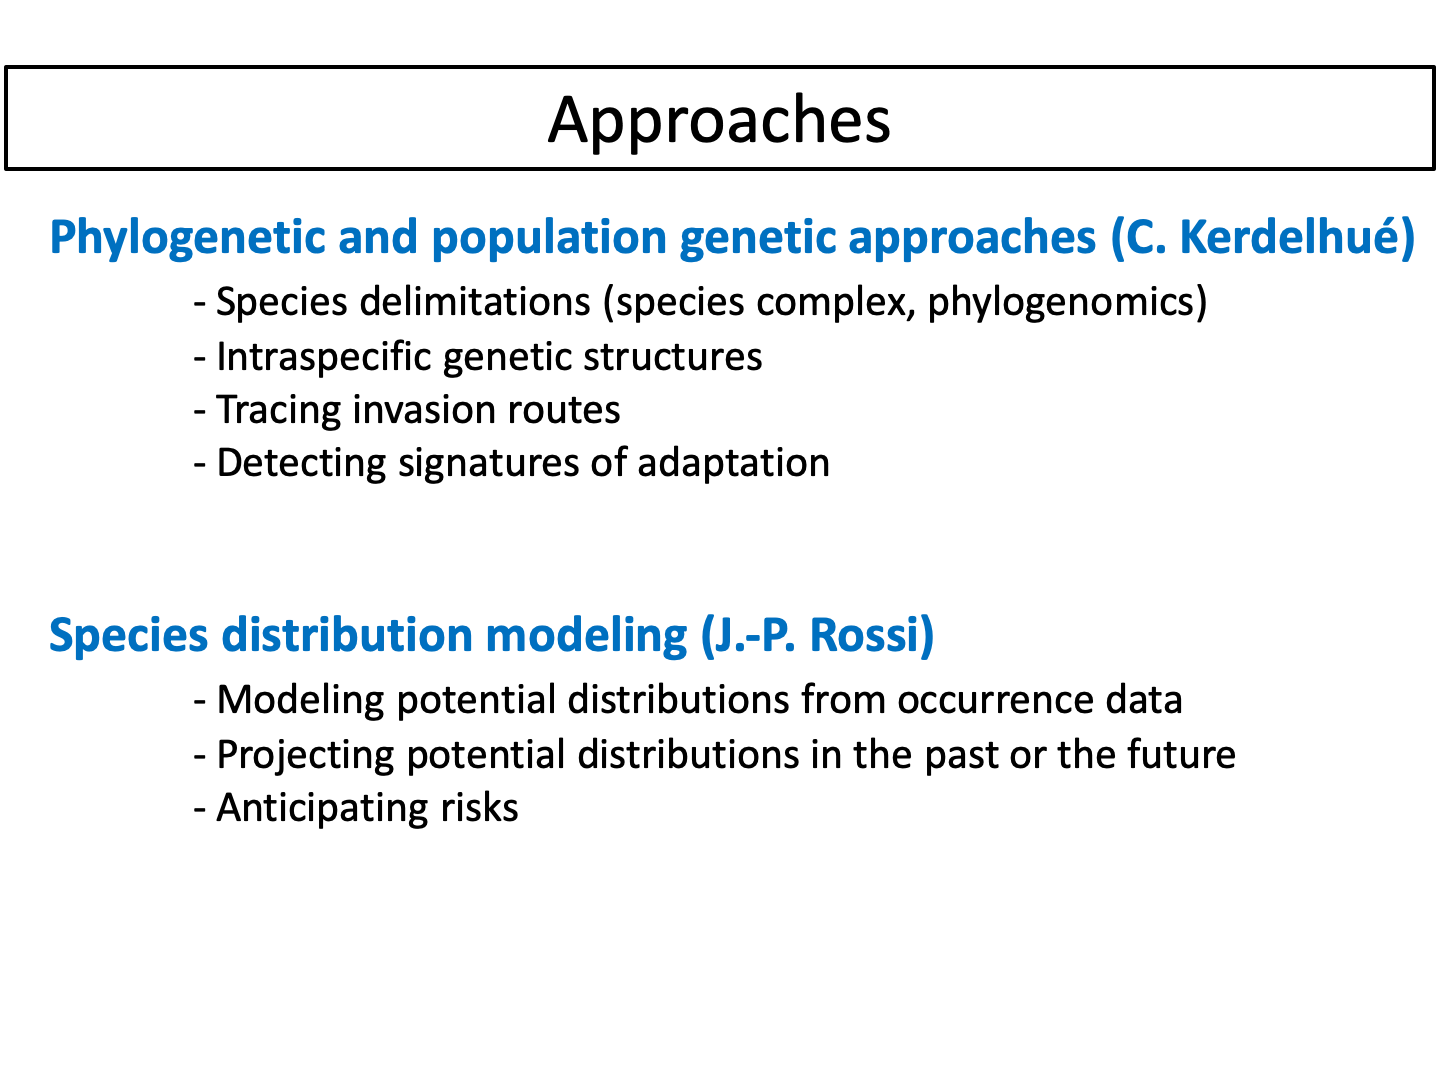 Approaches
Phylogenetic and population genetic approaches (C. Kerdelhué)
- Species delimitations (species complex, phylogenomics)
- Intraspecific genetic structures
- Tracing invasion routes
- Detecting signatures of adaptation
Species distribution modeling (J.-P. Rossi)
- Modeling potential distributions from occurrence data
- Projecting potential distributions in the past or the future
- Anticipating risks